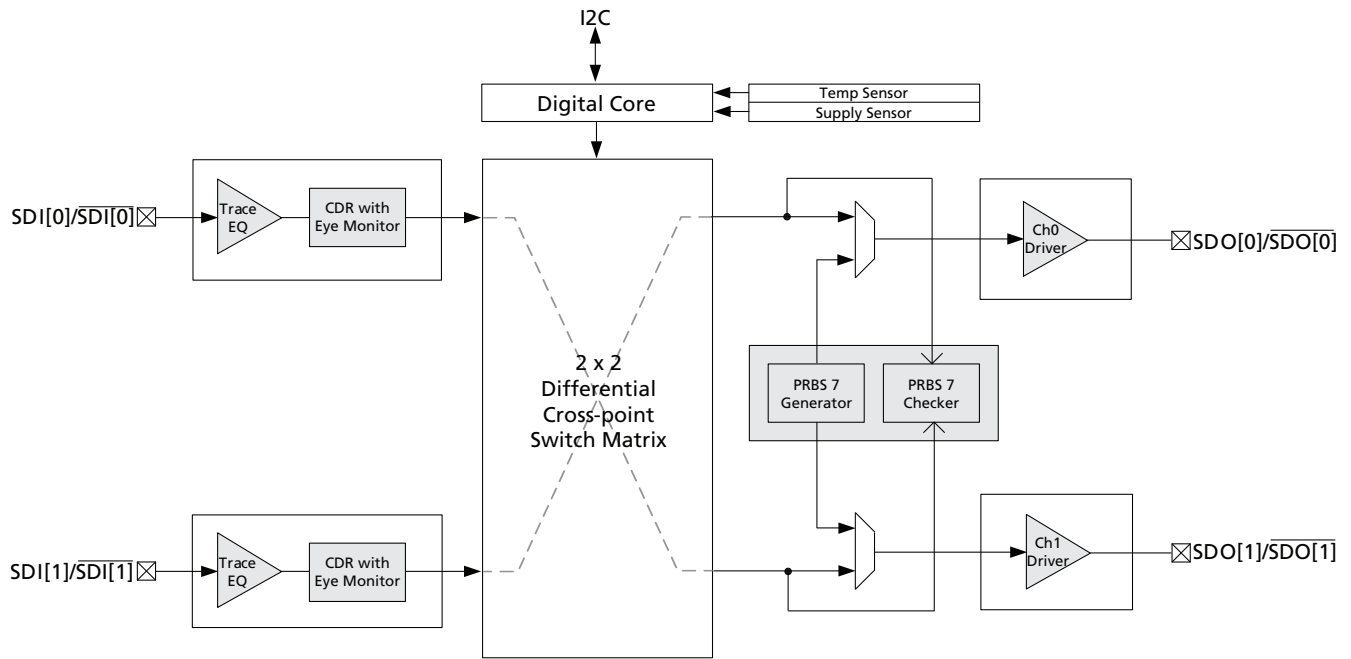 I2C
Digital Core
Temp Sensor
Supply Sensor
SDI[0]/SDI[0]
Trace
EQ
CDR with
Eye Monitor
2 x 2
Differential
Cross-point
Switch Matrix
PRBS 7
Generator
PRBS 7
Checker
Ch0
Driver
SDO[0]/SDO[0]
SDI[1]/SDI[1]
Trace
EQ
CDR with
Eye Monitor
Ch1
Driver
SDO[1]/SDO[1]